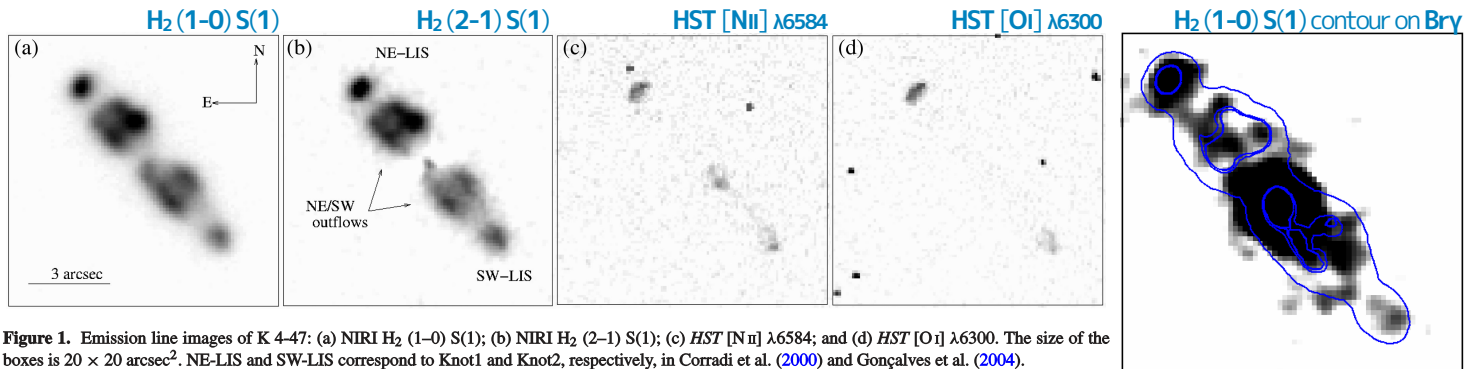 H₂ (1-0) S(1)
H₂ (2-1) S(1)
HST [NII] λ6584
HST [OI] λ6300
H₂ (1-0) S(1) contour on Brγ
(a)
N
E
3 arcsec
(b)
NE–LIS
NE/SW
outflows
SW–LIS
(c)
(d)
Figure 1. Emission line images of K 4-47: (a) NIRI H₂ (1–0) S(1); (b) NIRI H₂ (2–1) S(1); (c) HST [N II] λ6584; and (d) HST [O I] λ6300. The size of the
boxes is 20 × 20 arcsec². NE-LIS and SW-LIS correspond to Knot1 and Knot2, respectively, in Corradi et al. (2000) and Gonçalves et al. (2004).